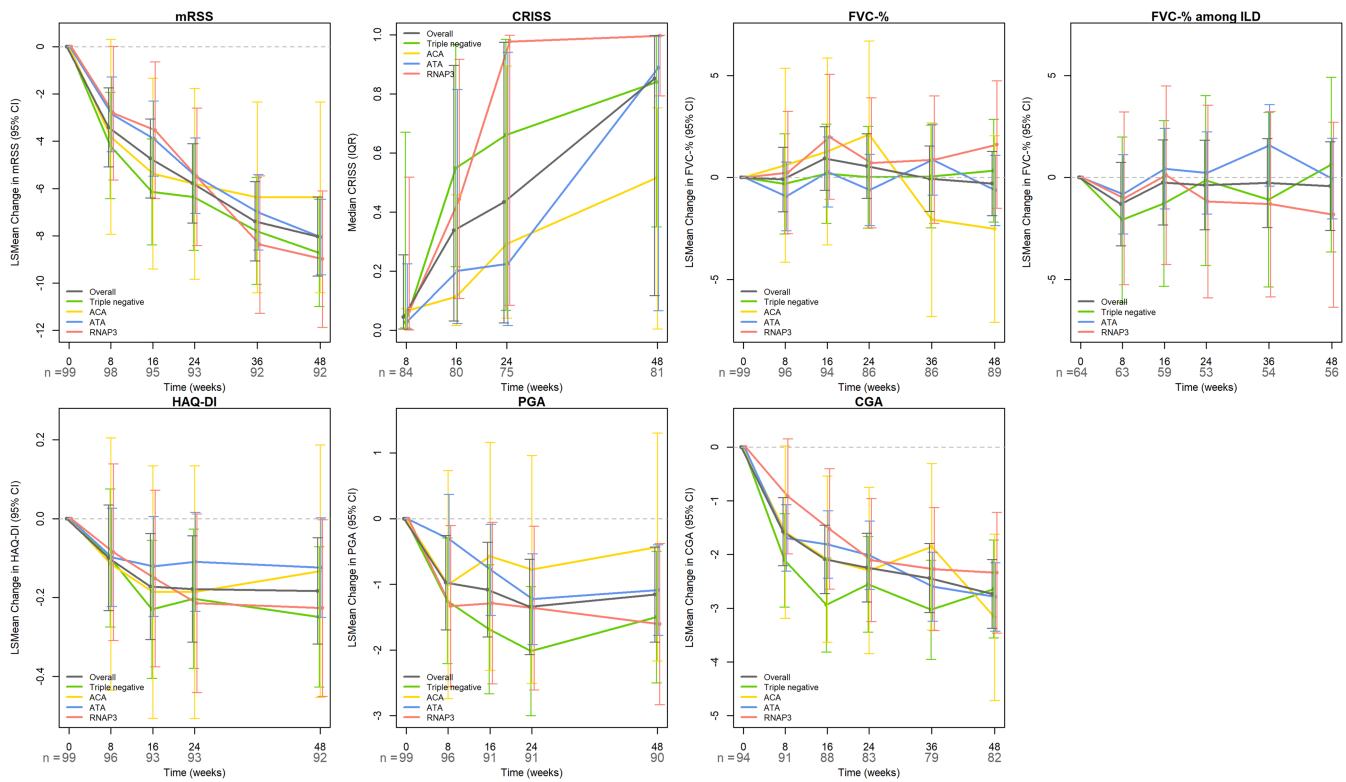 mRSS
LSMean Change in mRSS (95% CI)
0
-2
-4
-6
-8
-10
-12
Overall
Triple negative
ACA
ATA
RNAP3
0 8 16 24 36 48
n = 99 98 95 93 92 92
Time (weeks)
CRISS
Median CRISS (IQR)
1.0
0.8
0.6
0.4
0.2
0.0
Overall
Triple negative
ACA
ATA
RNAP3
8 16 24 48
n = 84 80 75 81
Time (weeks)
FVC-%
LSMean Change in FVC-% (95% CI)
5
0
-5
Overall
Triple negative
ACA
ATA
RNAP3
0 8 16 24 36 48
n = 99 96 94 86 86 89
Time (weeks)
FVC-% among ILD
LSMean Change in FVC-% (95% CI)
5
0
-5
Overall
Triple negative
ATA
RNAP3
0 8 16 24 36 48
n = 64 63 59 53 54 56
Time (weeks)
HAQ-DI
LSMean Change in HAQ-DI (95% CI)
0.2
0.0
-0.2
-0.4
Overall
Triple negative
ACA
ATA
RNAP3
0 8 16 24 48
n = 99 96 93 93 92
Time (weeks)
PGA
LSMean Change in PGA (95% CI)
1
0
-1
-2
-3
Overall
Triple negative
ACA
ATA
RNAP3
0 8 16 24 48
n = 99 96 91 91 90
Time (weeks)
CGA
LSMean Change in CGA (95% CI)
0
-1
-2
-3
-4
-5
Overall
Triple negative
ACA
ATA
RNAP3
0 8 16 24 36 48
n = 94 91 88 83 79 82
Time (weeks)